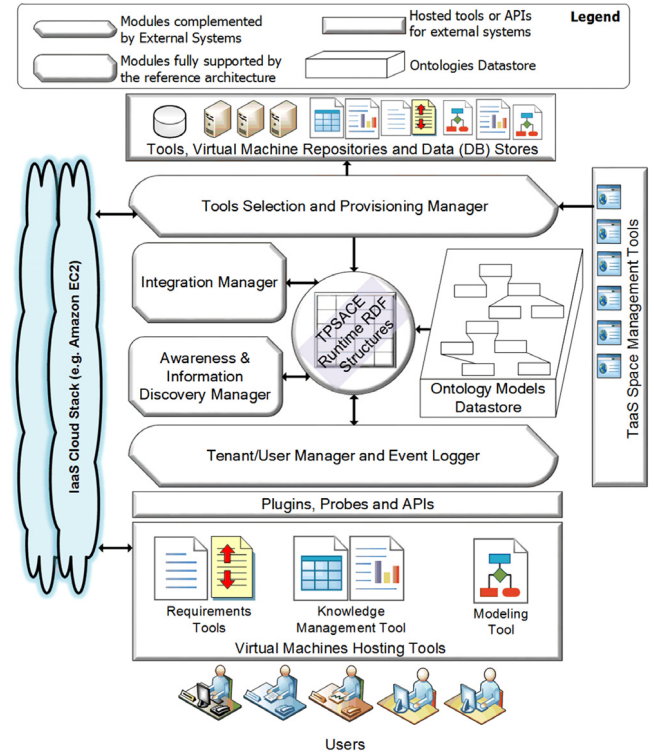 Legend
Modules complemented
by External Systems
Hosted tools or APIs
for external systems
Modules fully supported by
the reference architecture
Ontologies Datastore
Tools, Virtual Machine Repositories and Data (DB) Stores
Tools Selection and Provisioning Manager
IaaS Cloud Stack (e.g. Amazon EC2)
TaaS Space Management Tools
Integration Manager
TPSACE
Runtime RDF
Structures
Awareness &
Information
Discovery Manager
Ontology Models
Datastore
Tenant/User Manager and Event Logger
Plugins, Probes and APIs
Requirements
Tools
Knowledge
Management Tool
Modeling
Tool
Virtual Machines Hosting Tools
Users